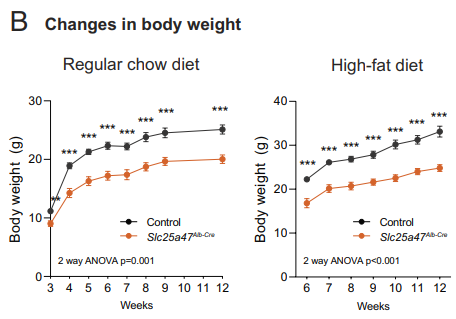 B Changes in body weight
Regular chow diet
Body weight (g)
30
20
10
0
**
***
***
***
***
***
***
***
Control
Slc25a47Alb-Cre
2 way ANOVA p=0.001
3 4 5 6 7 8 9 10 11 12
Weeks
High-fat diet
Body weight (g)
40
30
20
10
0
***
***
***
***
***
***
***
Control
Slc25a47Alb-Cre
2 way ANOVA p<0.001
6 7 8 9 10 11 12
Weeks